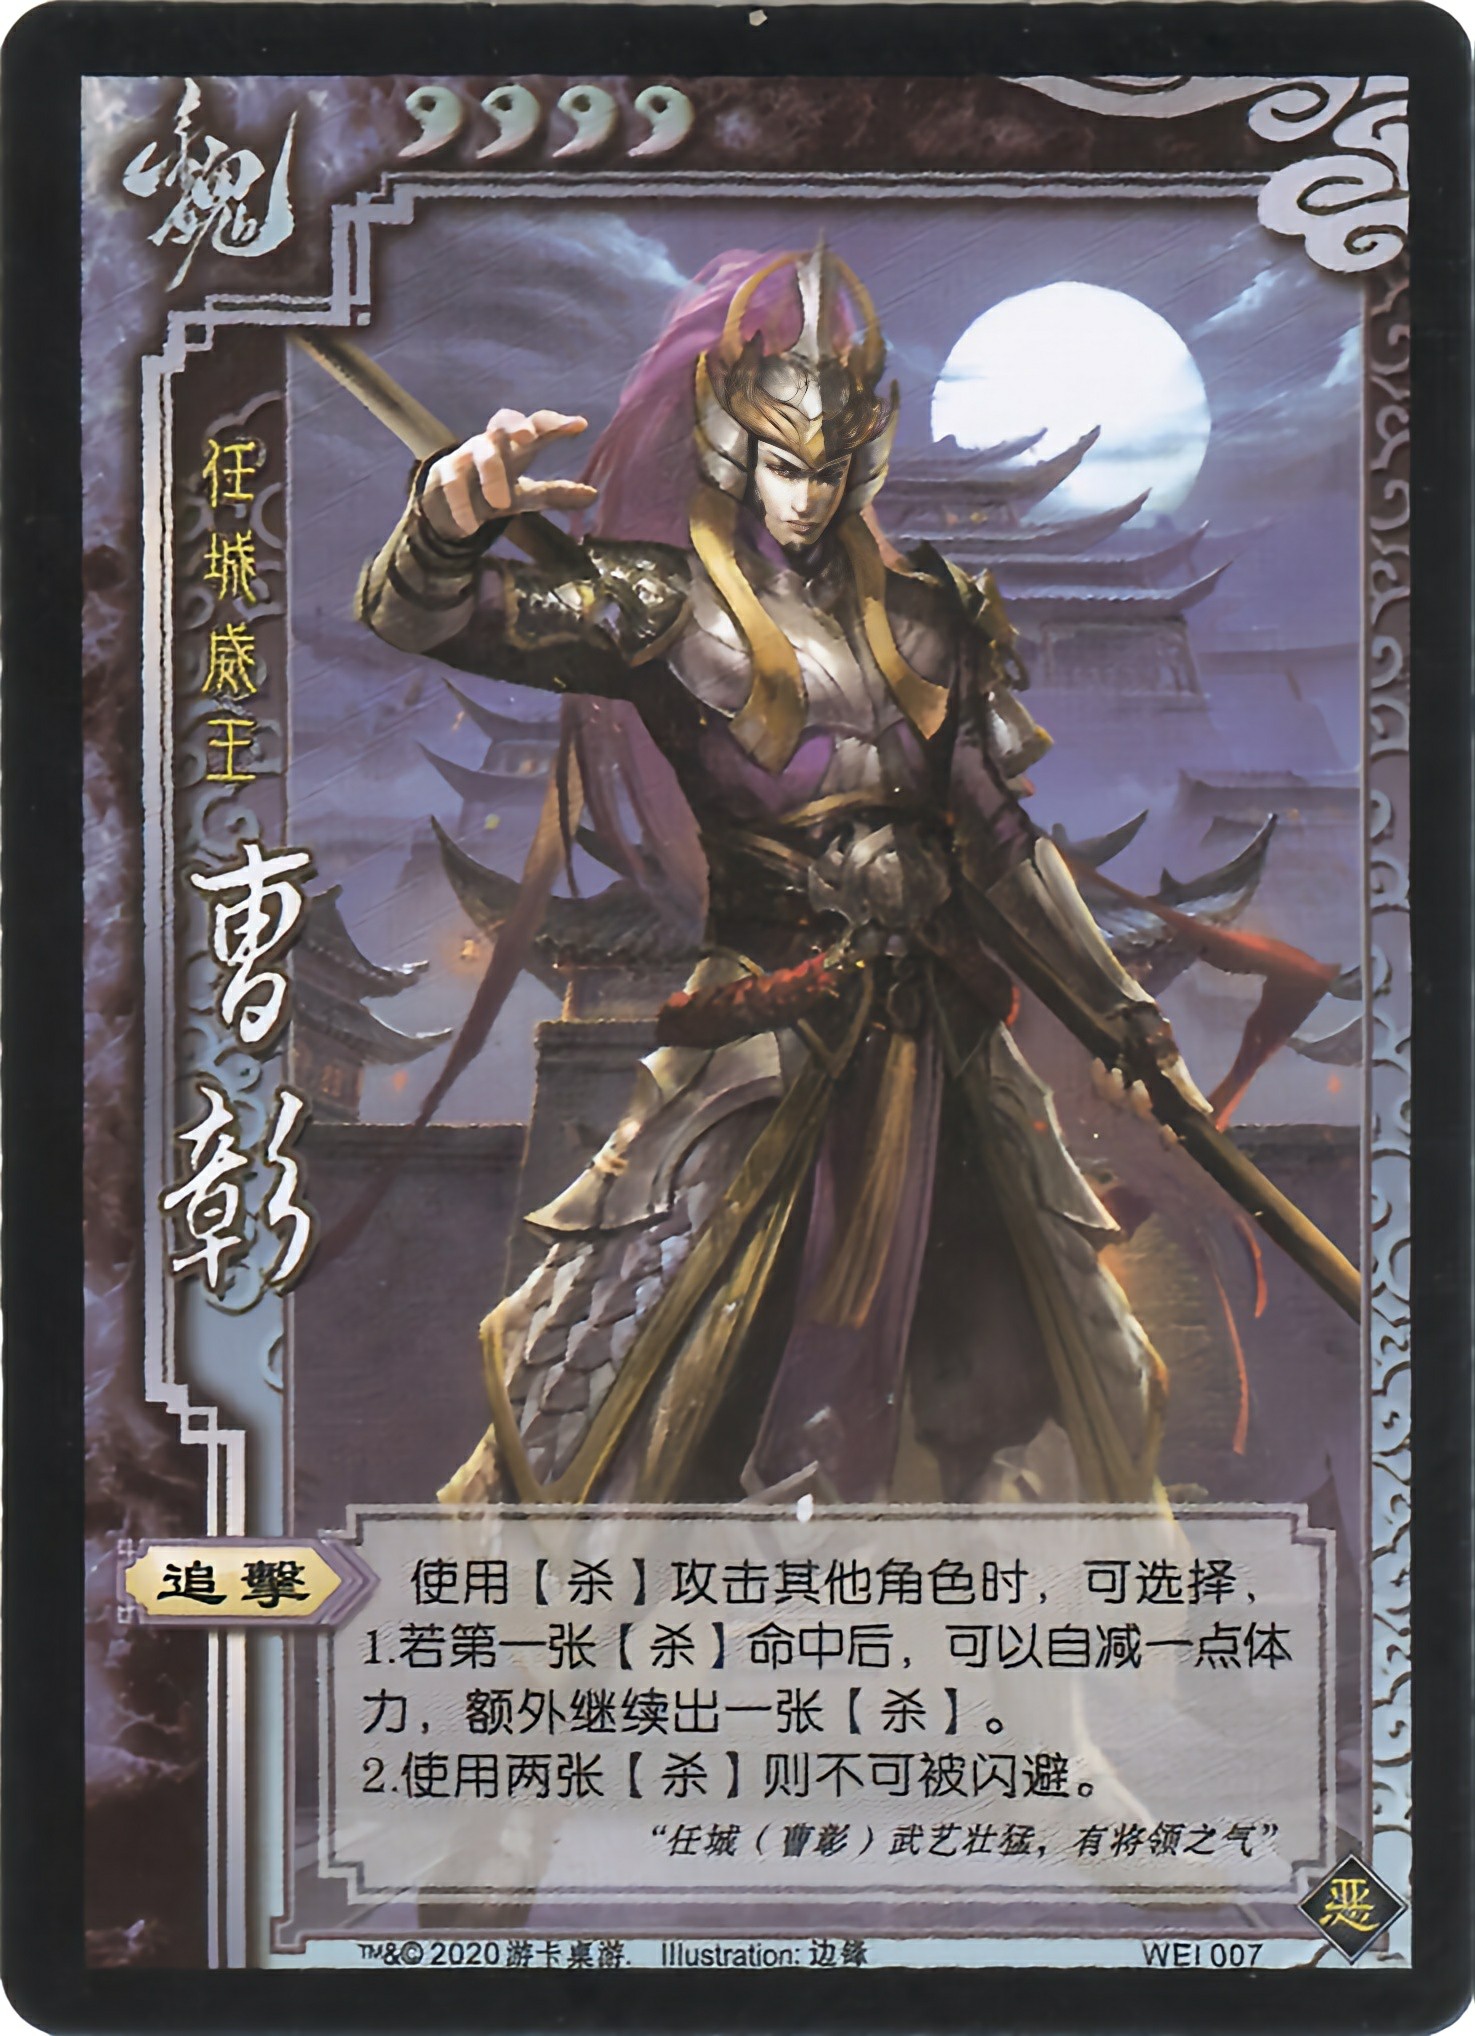 魏
任城威王
曹彰
追擊
使用【杀】攻击其他角色时，可选择，
1.若第一张【杀】命中后，可以自减一点体
力，额外继续出一张【杀】。
2.使用两张【杀】则不可被闪避。
“任城（曹彰）武艺壮猛，有将领之气”
恶
™&© 2020游卡桌游. Illustration: 边锋
WEI 007